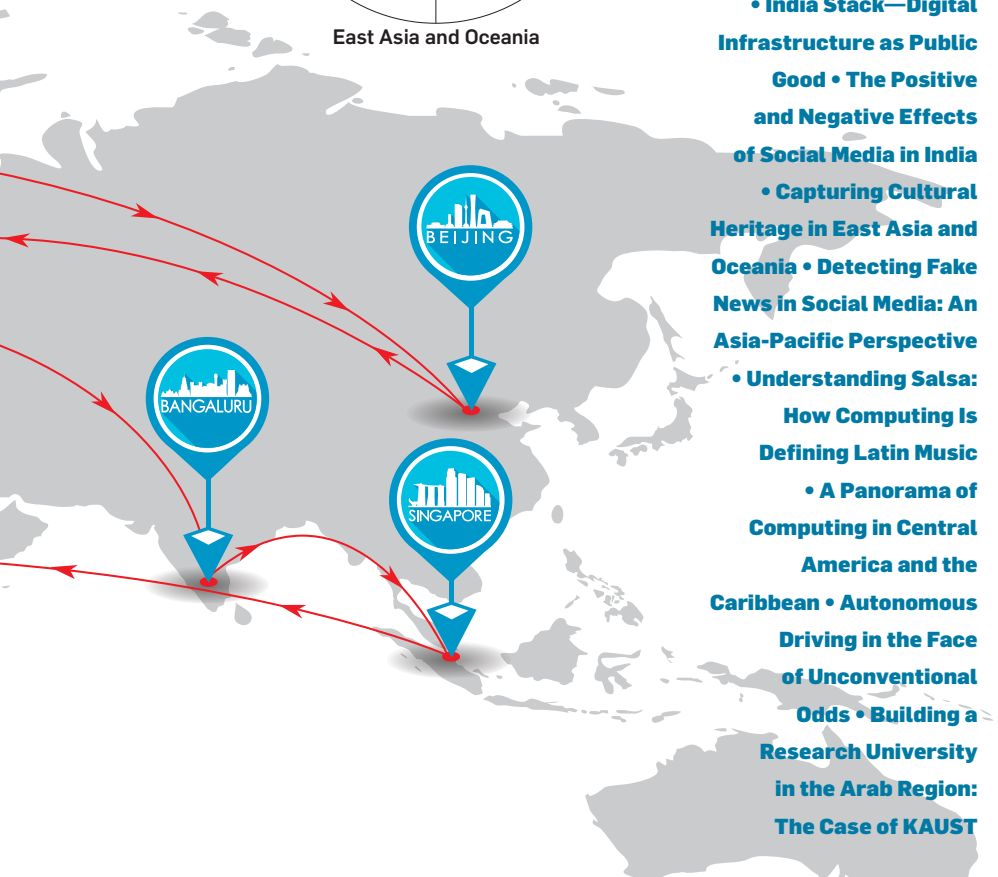 East Asia and Oceania
• India Stack—Digital
Infrastructure as Public
Good • The Positive
and Negative Effects
of Social Media in India
• Capturing Cultural
Heritage in East Asia and
Oceania • Detecting Fake
News in Social Media: An
Asia-Pacific Perspective
• Understanding Salsa:
How Computing Is
Defining Latin Music
• A Panorama of
Computing in Central
America and the
Caribbean • Autonomous
Driving in the Face
of Unconventional
Odds • Building a
Research University
in the Arab Region:
The Case of KAUST
BEIJING
BANGALURU
SINGAPORE